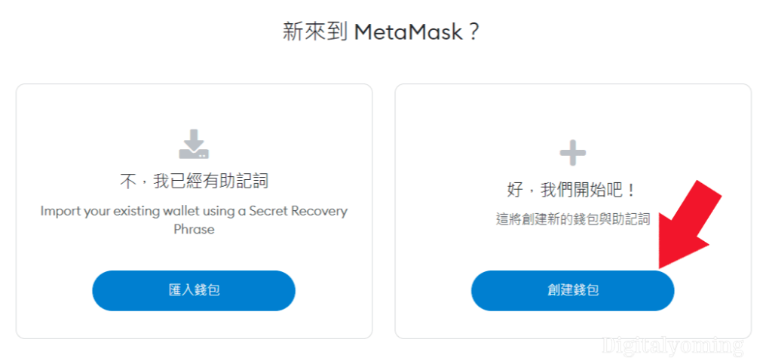 新來到 MetaMask？
不，我已經有助記詞
Import your existing wallet using a Secret Recovery
Phrase
匯入錢包
好，我們開始吧！
這將創建新的錢包與助記詞
創建錢包
Digitalyoming